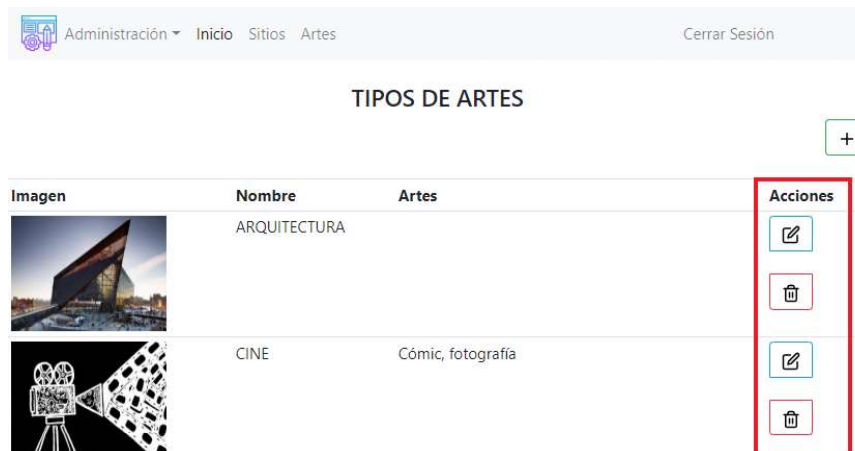 Administración Inicio Sitios Artes Cerrar Sesión
TIPOS DE ARTES
+
Imagen Nombre Artes Acciones
ARQUITECTURA
CINE Cómic, fotografía